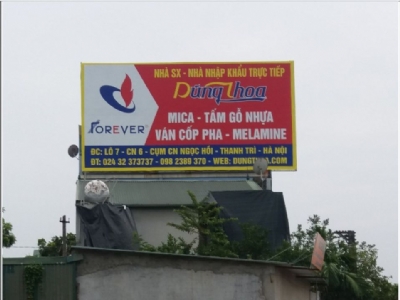 NHÀ SX - NHÀ NHẬP KHẨU TRỰC TIẾP
Dũng Thoa
MICA - TẤM GỖ NHỰA
VÁN CỐP PHA - MELAMINE
FOREVER
ĐC: LÔ 7 - CN 6 - CỤM CN NGỌC HỒI - THANH TRÌ - HÀ NỘI
ĐT: 024 32 373737 - 098 2386 370 - WEB: DUNGTHOA.COM